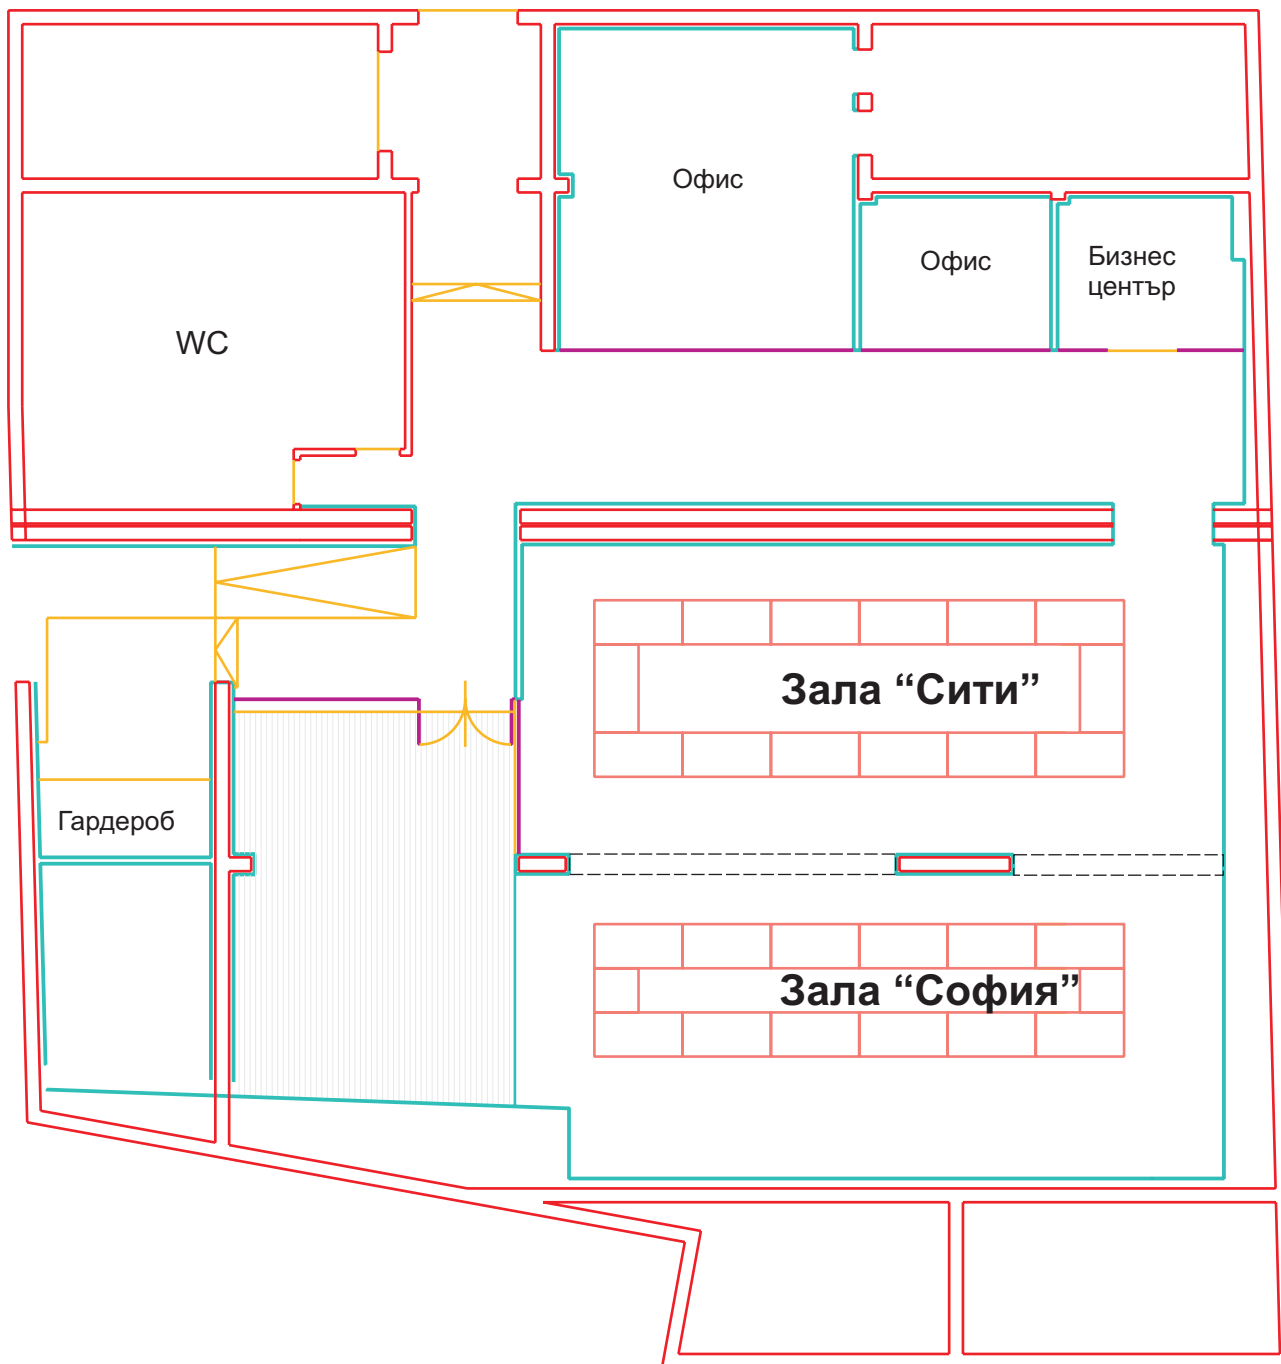 Офис
Офис
Бизнес
център
WC
Зала “Сити”
Гардероб
Зала “София”